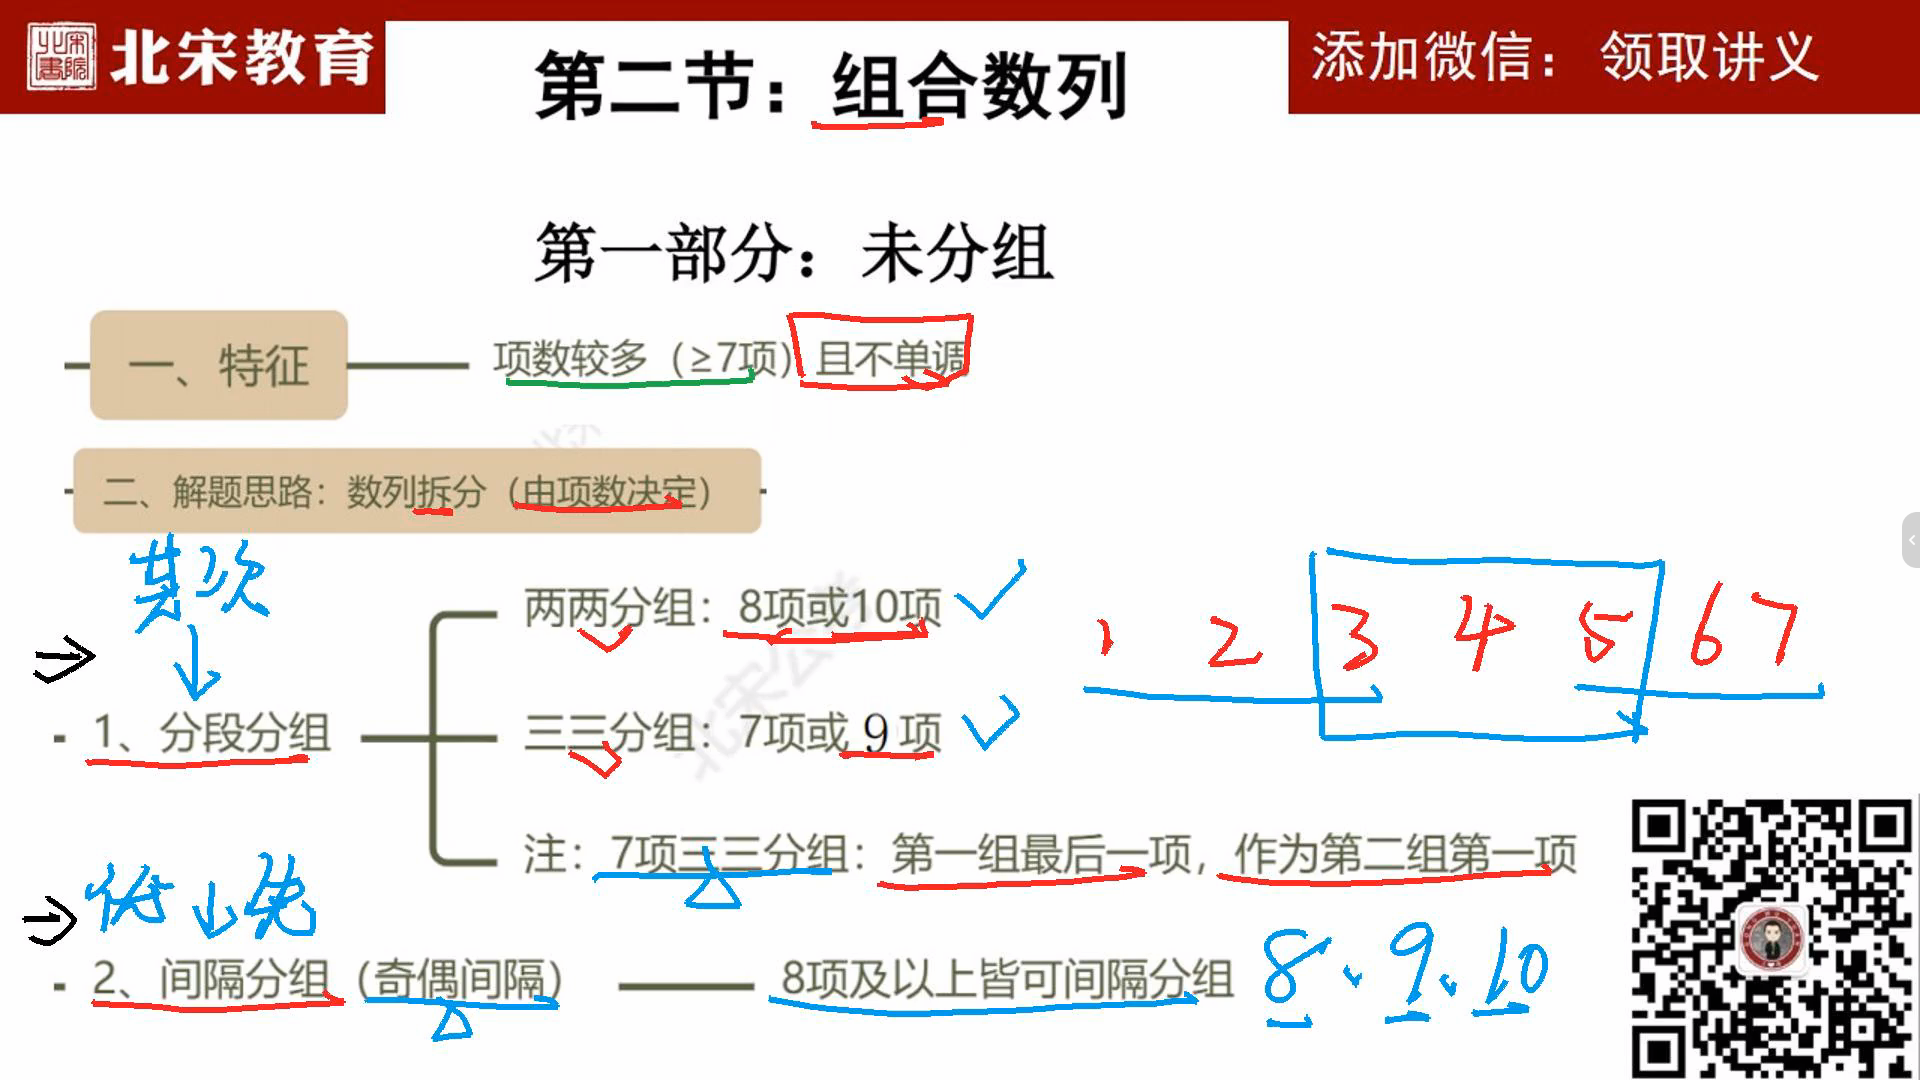 北宋教育
第二节：组合数列
添加微信：领取讲义
第一部分：未分组
一、特征
项数较多（≥7项）且不单调
二、解题思路：数列拆分（由项数决定）
其次
两两分组：8项或10项
1 2 3 4 5 6 7
1、分段分组
三三分组：7项或 9 项
注：7项三三分组：第一组最后一项，作为第二组第一项
优 先
2、间隔分组（奇偶间隔）
8项及以上皆可间隔分组
8、9、10